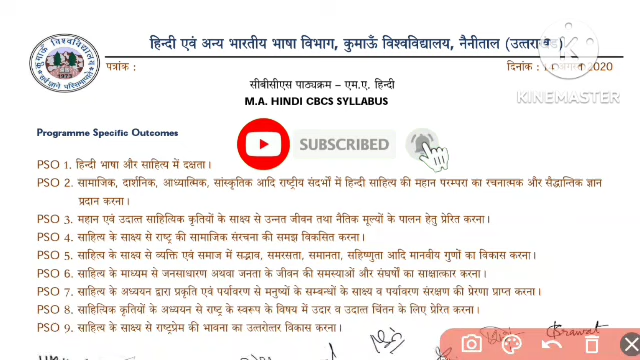 हिन्दी एवं अन्य भारतीय भाषा विभाग, कुमाऊँ विश्वविद्यालय, नैनीताल (उत्तराखंड)
पत्रांक :
दिनांक : 2020
KINEMASTER
सीबीसीएस पाठ्यक्रम – एम.ए. हिन्दी
M.A. HINDI CBCS SYLLABUS
Programme Specific Outcomes
SUBSCRIBED
PSO 1. हिन्दी भाषा और साहित्य में दक्षता।
PSO 2. सामाजिक, दार्शनिक, आध्यात्मिक, सांस्कृतिक आदि राष्ट्रीय संदर्भों में हिन्दी साहित्य की महान परम्परा का रचनात्मक और सैद्धान्तिक ज्ञान
प्रदान करना।
PSO 3. महान एवं उदात्त साहित्यिक कृतियों के साक्ष्य से उन्नत जीवन तथा नैतिक मूल्यों के पालन हेतु प्रेरित करना।
PSO 4. साहित्य के साक्ष्य से राष्ट्र की सामाजिक संरचना की समझ विकसित करना।
PSO 5. साहित्य के साक्ष्य से व्यक्ति एवं समाज में सद्भाव, समरसता, समानता, सहिष्णुता आदि मानवीय गुणों का विकास करना।
PSO 6. साहित्य के माध्यम से जनसाधारण अथवा जनता के जीवन की समस्याओं और संघर्षों का साक्षात्कार करना।
PSO 7. साहित्य के अध्ययन द्वारा प्रकृति एवं पर्यावरण से मनुष्यों के सम्बन्धों के साक्ष्य व पर्यावरण संरक्षण की प्रेरणा प्राप्त करना।
PSO 8. साहित्यिक कृतियों के अध्ययन से राष्ट्र के स्वरूप के विषय में उदार व उदात्त चिंतन के लिए प्रेरित करना।
PSO 9. साहित्य के साक्ष्य से राष्ट्रप्रेम की भावना का उत्तरोत्तर विकास करना।